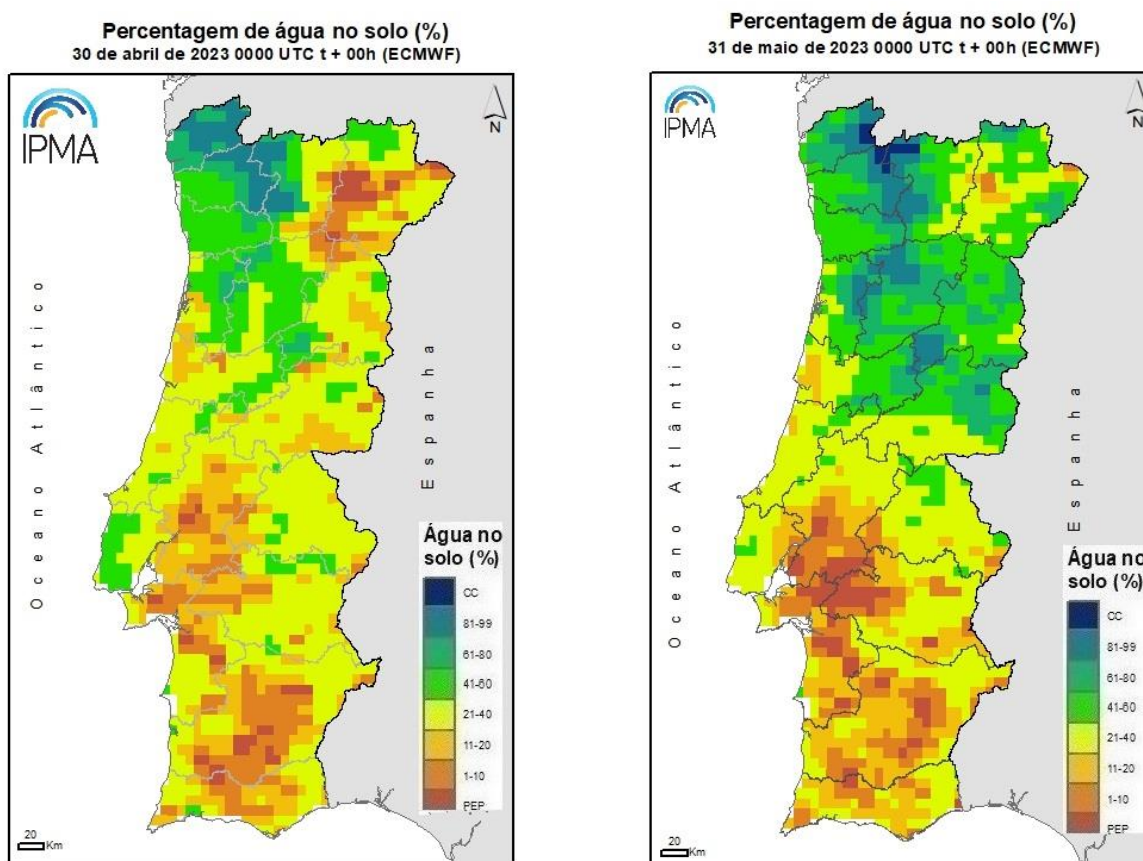 Percentagem de água no solo (%)
30 de abril de 2023 0000 UTC t + 00h (ECMWF)
IPMA
N
Oceano Atlântico
Espanha
Água no
solo (%)
CC
81-99
61-80
41-60
21-40
11-20
1-10
PEP
20
Km
Percentagem de água no solo (%)
31 de maio de 2023 0000 UTC t + 00h (ECMWF)
IPMA
N
Oceano Atlântico
Espanha
Água no
solo (%)
CC
81-99
61-80
41-60
21-40
11-20
1-10
PEP
20
Km